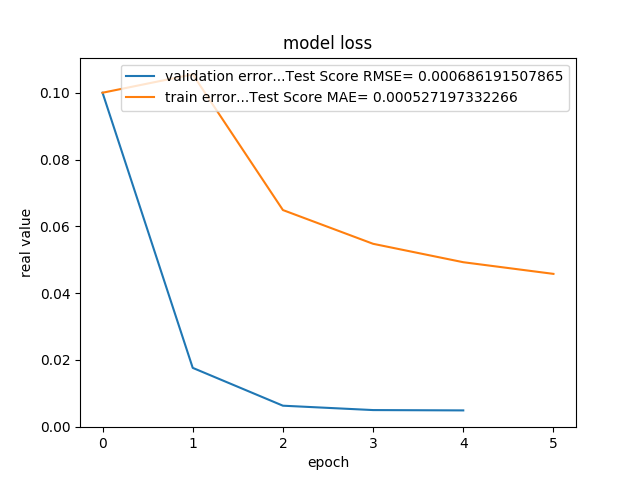 model loss
validation error...Test Score RMSE= 0.000686191507865
train error...Test Score MAE= 0.000527197332266
0.10
0.08
0.06
0.04
0.02
0.00
real value
0 1 2 3 4 5
epoch